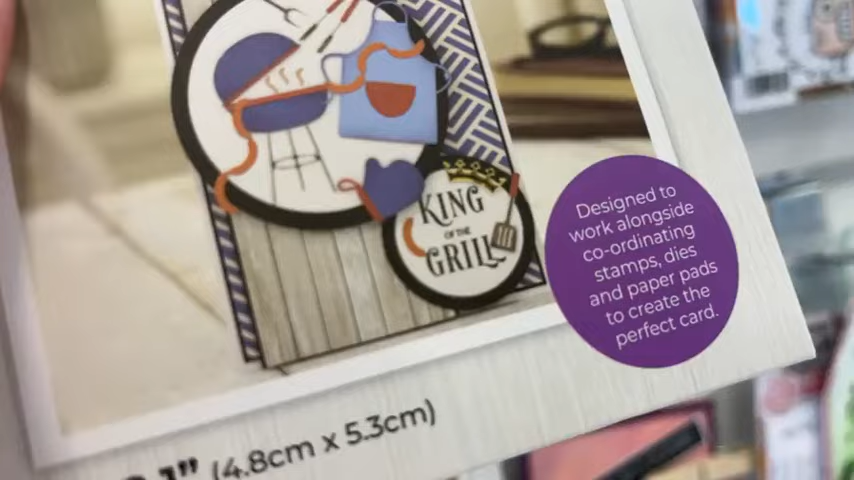 KING
OF THE
GRILL
Designed to
work alongside
co-ordinating
stamps, dies
and paper pads
to create the
perfect card.
(4.8cm x 5.3cm)